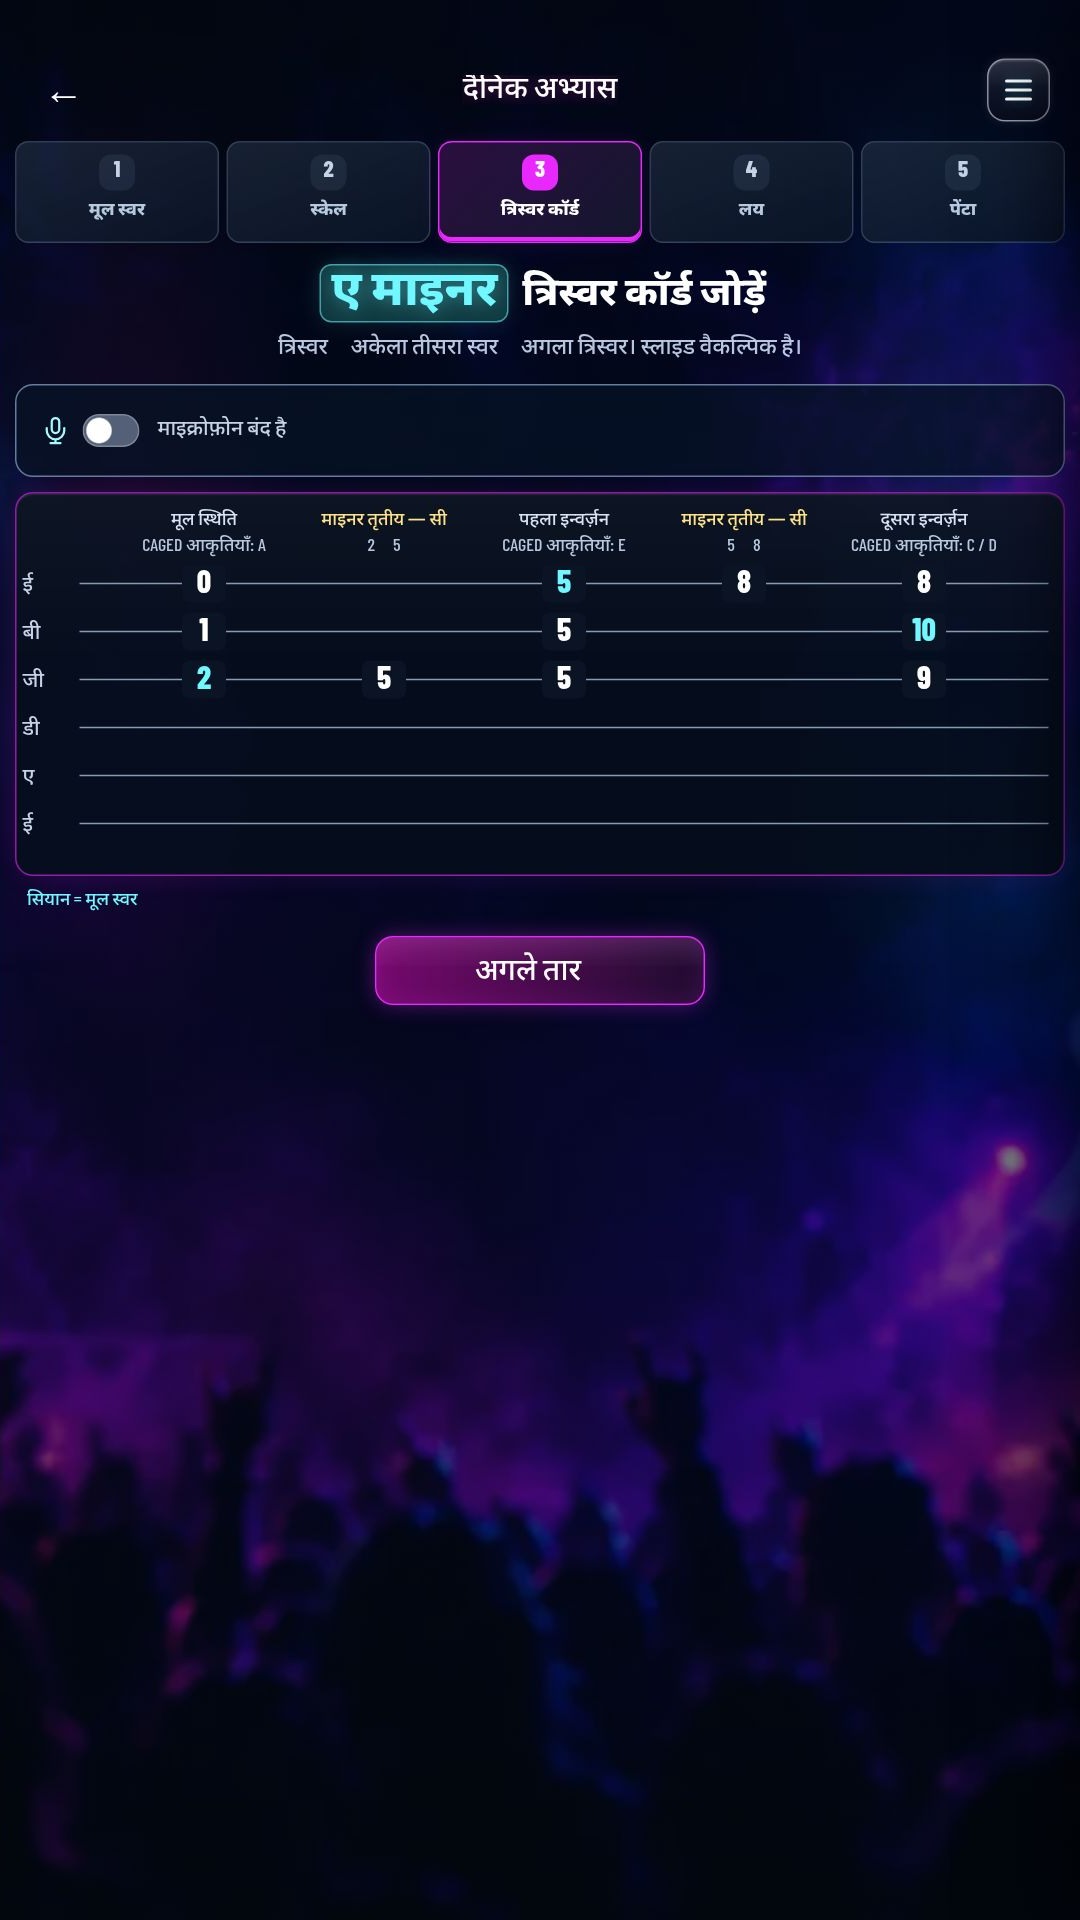 ← दैनिक अभ्यास
1 2 3 4 5
मूल स्वर स्केल त्रिस्वर कॉर्ड लय पेंटा
ए माइनर त्रिस्वर कॉर्ड जोड़ें
त्रिस्वर अकेला तीसरा स्वर अगला त्रिस्वर। स्लाइड वैकल्पिक है।
माइक्रोफ़ोन बंद है
मूल स्थिति माइनर तृतीय — सी पहला इन्वर्ज़न माइनर तृतीय — सी दूसरा इन्वर्ज़न
CAGED आकृतियाँ: A 2 5 CAGED आकृतियाँ: E 5 8 CAGED आकृतियाँ: C / D
ई 0 5 8 8
बी 1 5 10
जी 2 5 5 9
डी
ए
ई
सियान = मूल स्वर
अगले तार